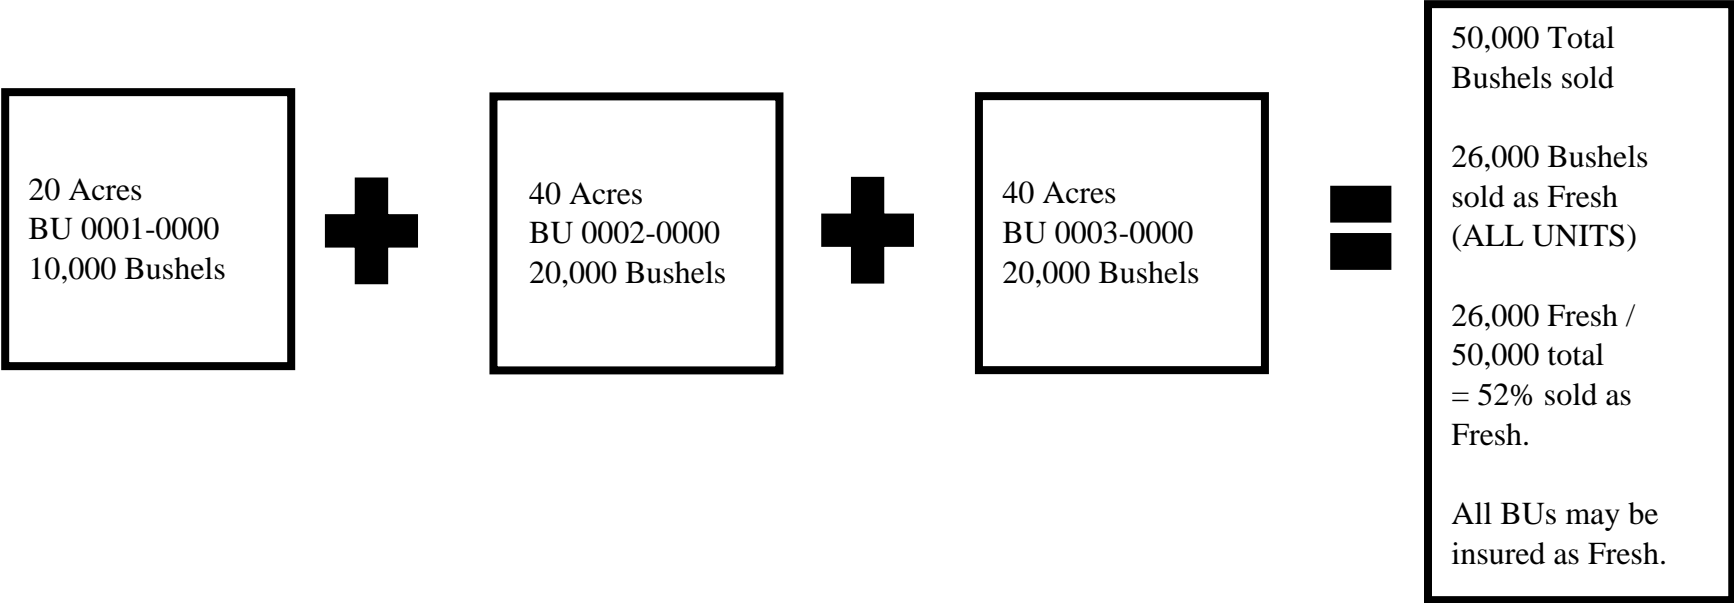 20 Acres
BU 0001-0000
10,000 Bushels
40 Acres
BU 0002-0000
20,000 Bushels
40 Acres
BU 0003-0000
20,000 Bushels
50,000 Total
Bushels sold
26,000 Bushels
sold as Fresh
(ALL UNITS)
26,000 Fresh /
50,000 total
= 52% sold as
Fresh.
All BUs may be
insured as Fresh.